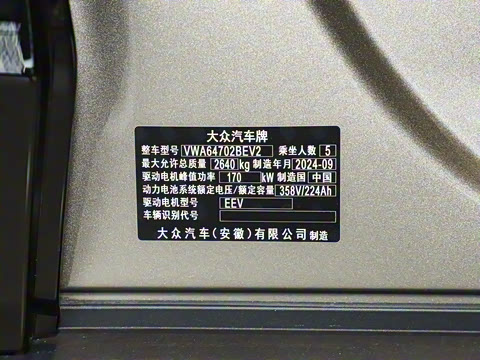 大众汽车牌
整车型号 VWA64702BEV2 乘坐人数 5
最大允许总质量 2640 kg 制造年月 2024-09
驱动电机峰值功率 170 kW 制造国 中国
动力电池系统额定电压/额定容量 358V/224Ah
驱动电机型号 EEV
车辆识别代号
大众汽车(安徽)有限公司 制造